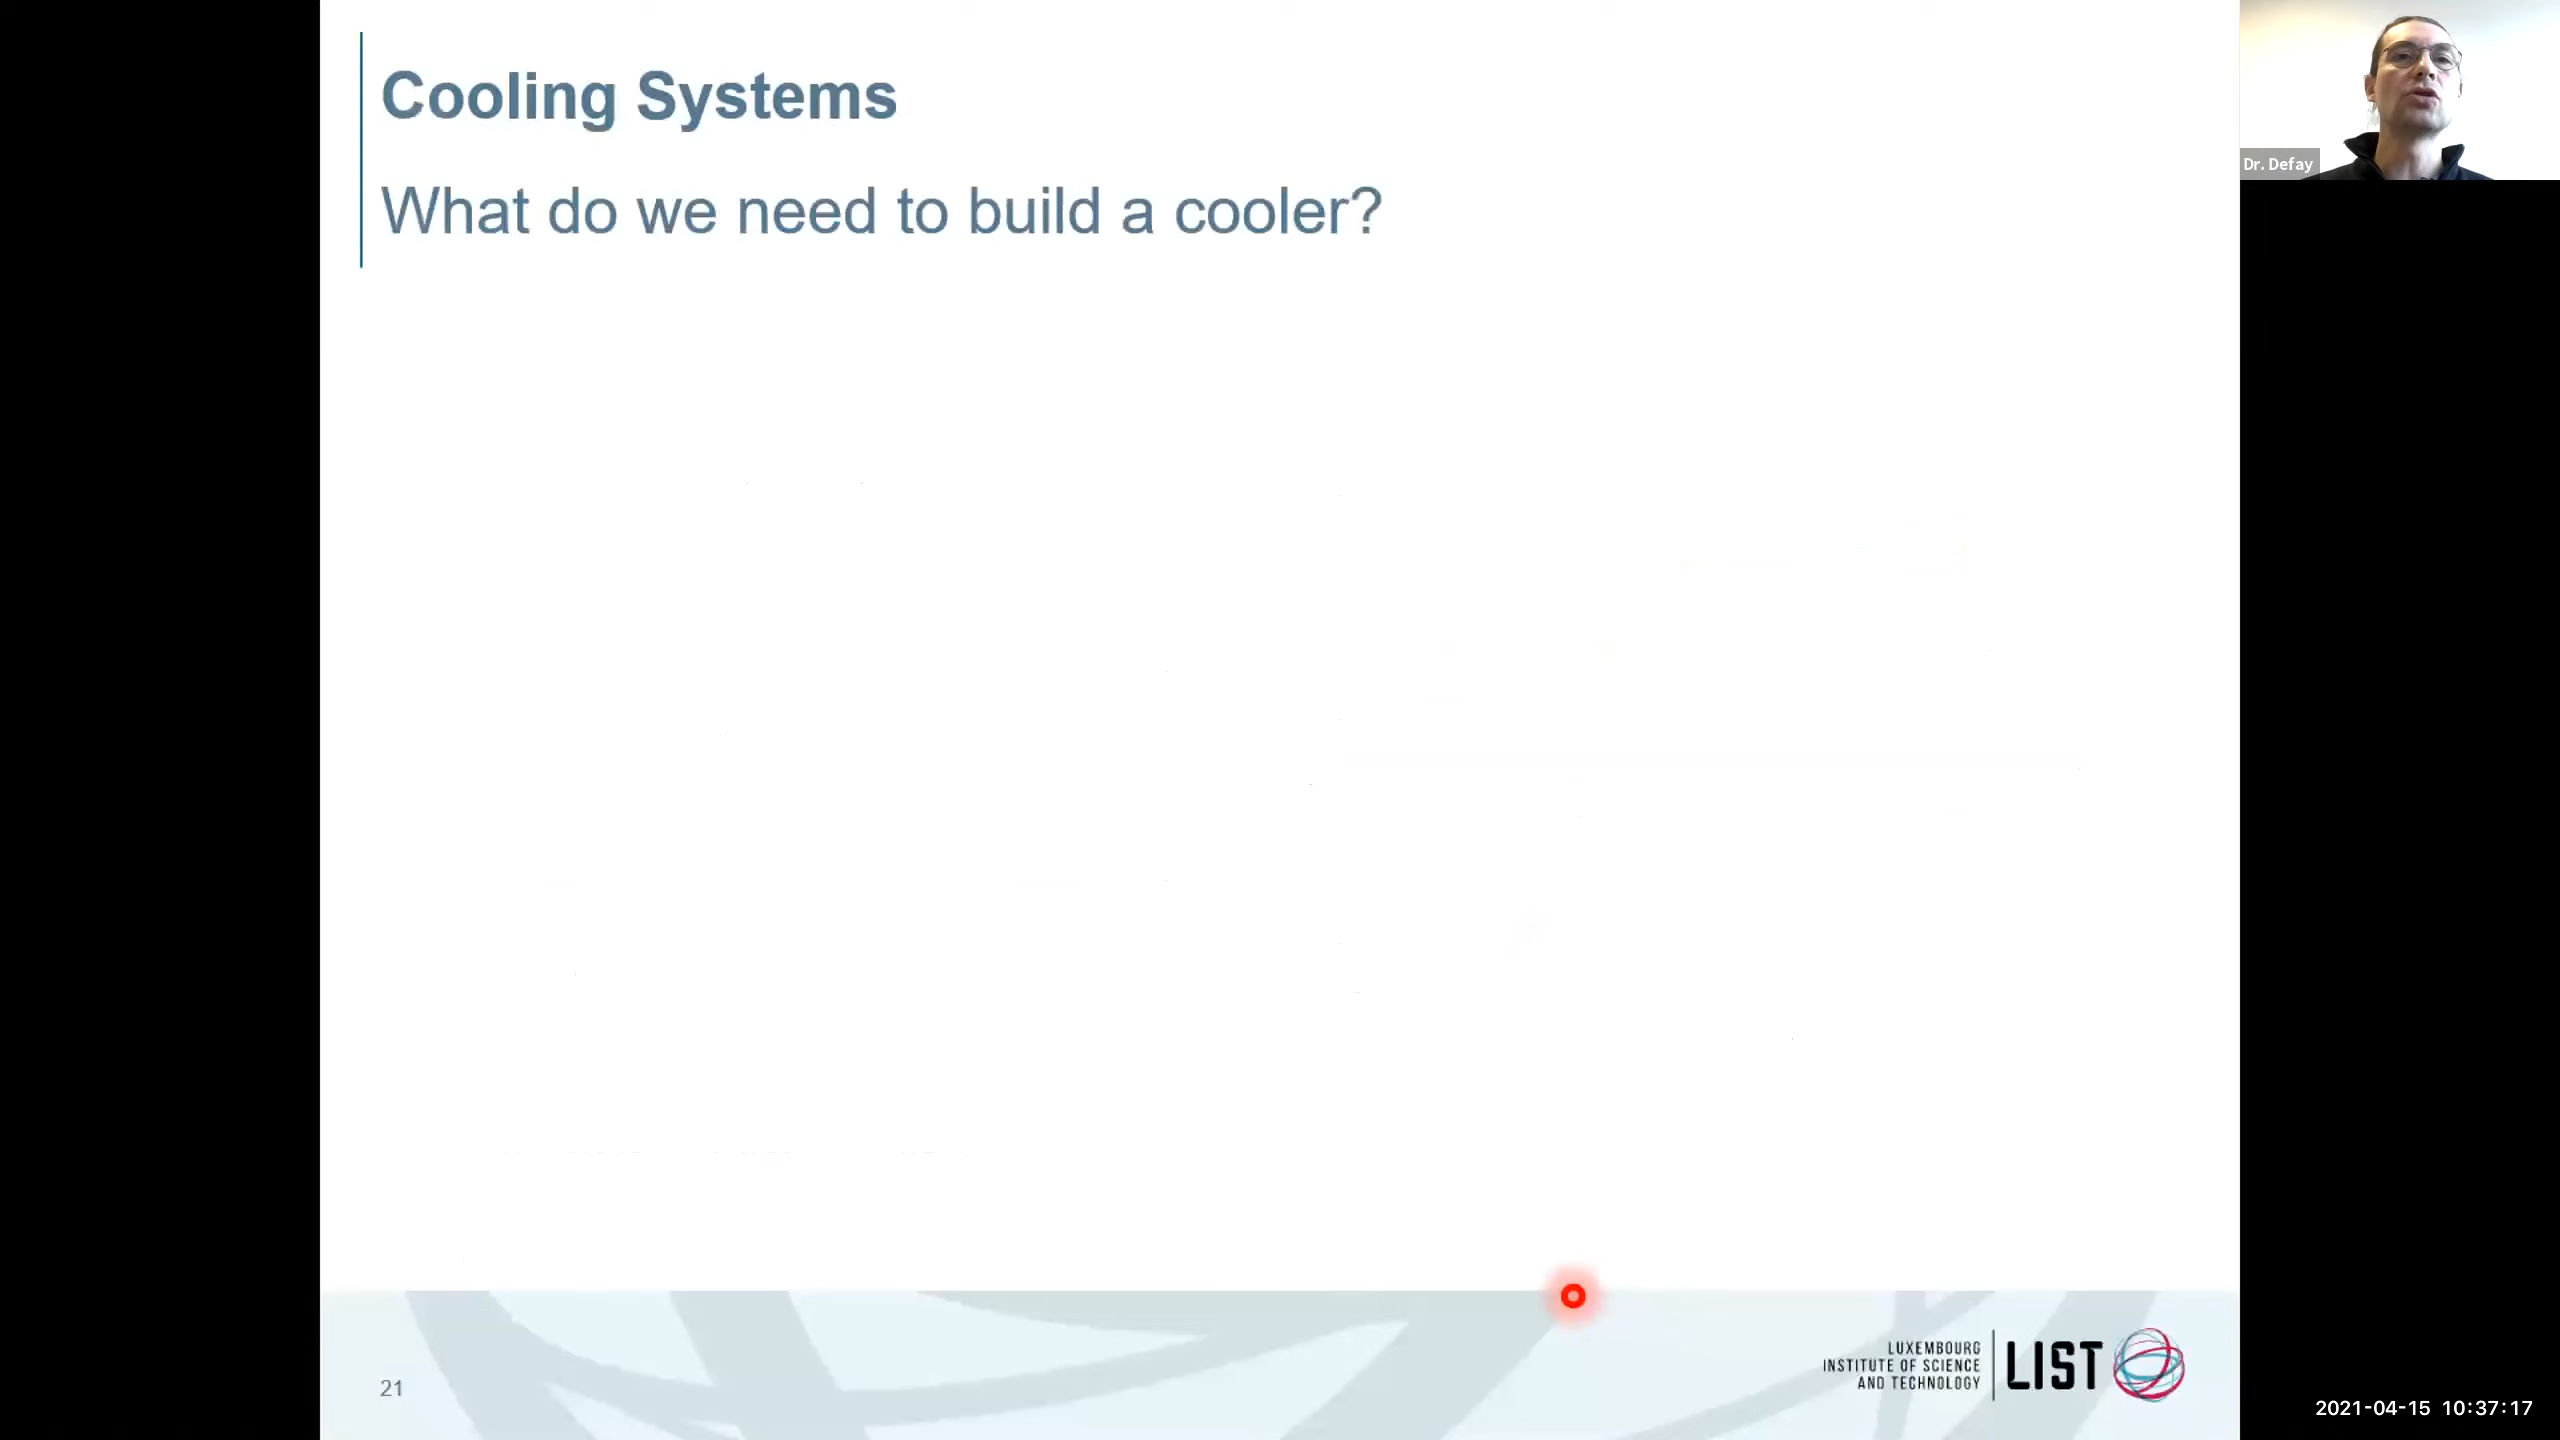 Cooling Systems
What do we need to build a cooler?
Dr. Defay
21
LUXEMBOURG
INSTITUTE OF SCIENCE
AND TECHNOLOGY
LIST
2021-04-15 10:37:17